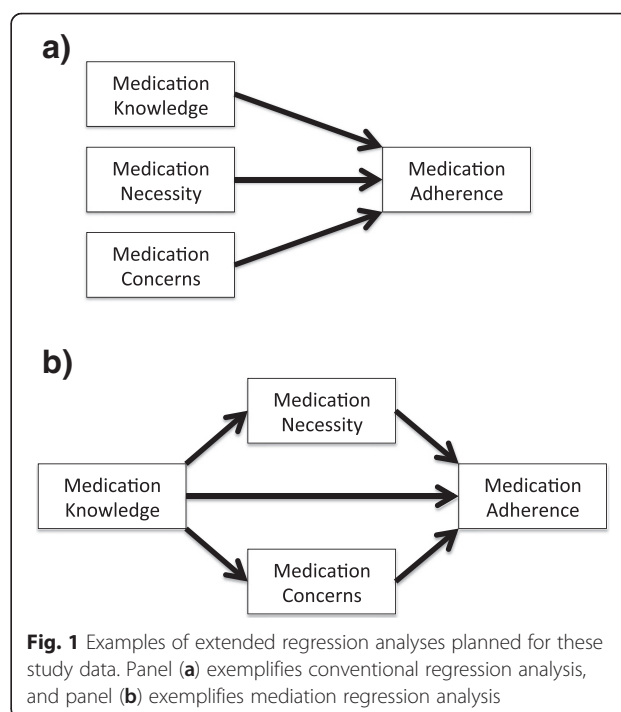 a)
Medication
Knowledge
Medication
Necessity
Medication
Adherence
Medication
Concerns
b)
Medication
Necessity
Medication
Knowledge
Medication
Adherence
Medication
Concerns
Fig. 1 Examples of extended regression analyses planned for these
study data. Panel (a) exemplifies conventional regression analysis,
and panel (b) exemplifies mediation regression analysis